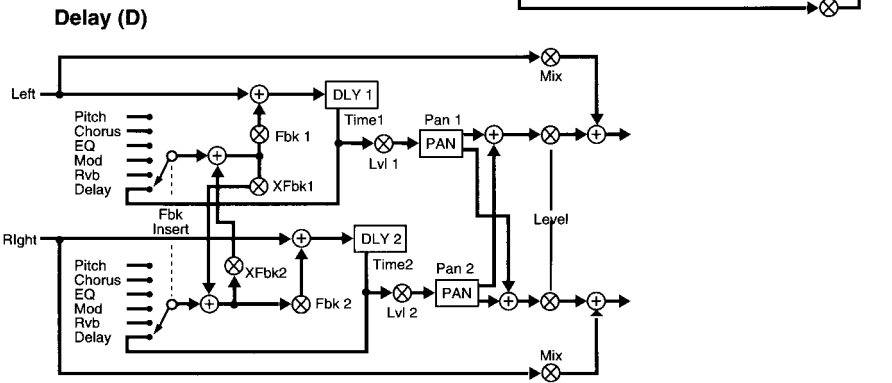 Delay (D)
Mix
Left
DLY 1
Time1
Pitch
Chorus
EQ
Mod
Rvb
Delay
Fbk 1
XFbk1
Lvl 1
Pan 1
PAN
Fbk
Insert
Level
RIght
DLY 2
Time2
Pitch
Chorus
EQ
Mod
Rvb
Delay
XFbk2
Fbk 2
Lvl 2
Pan 2
PAN
Mix